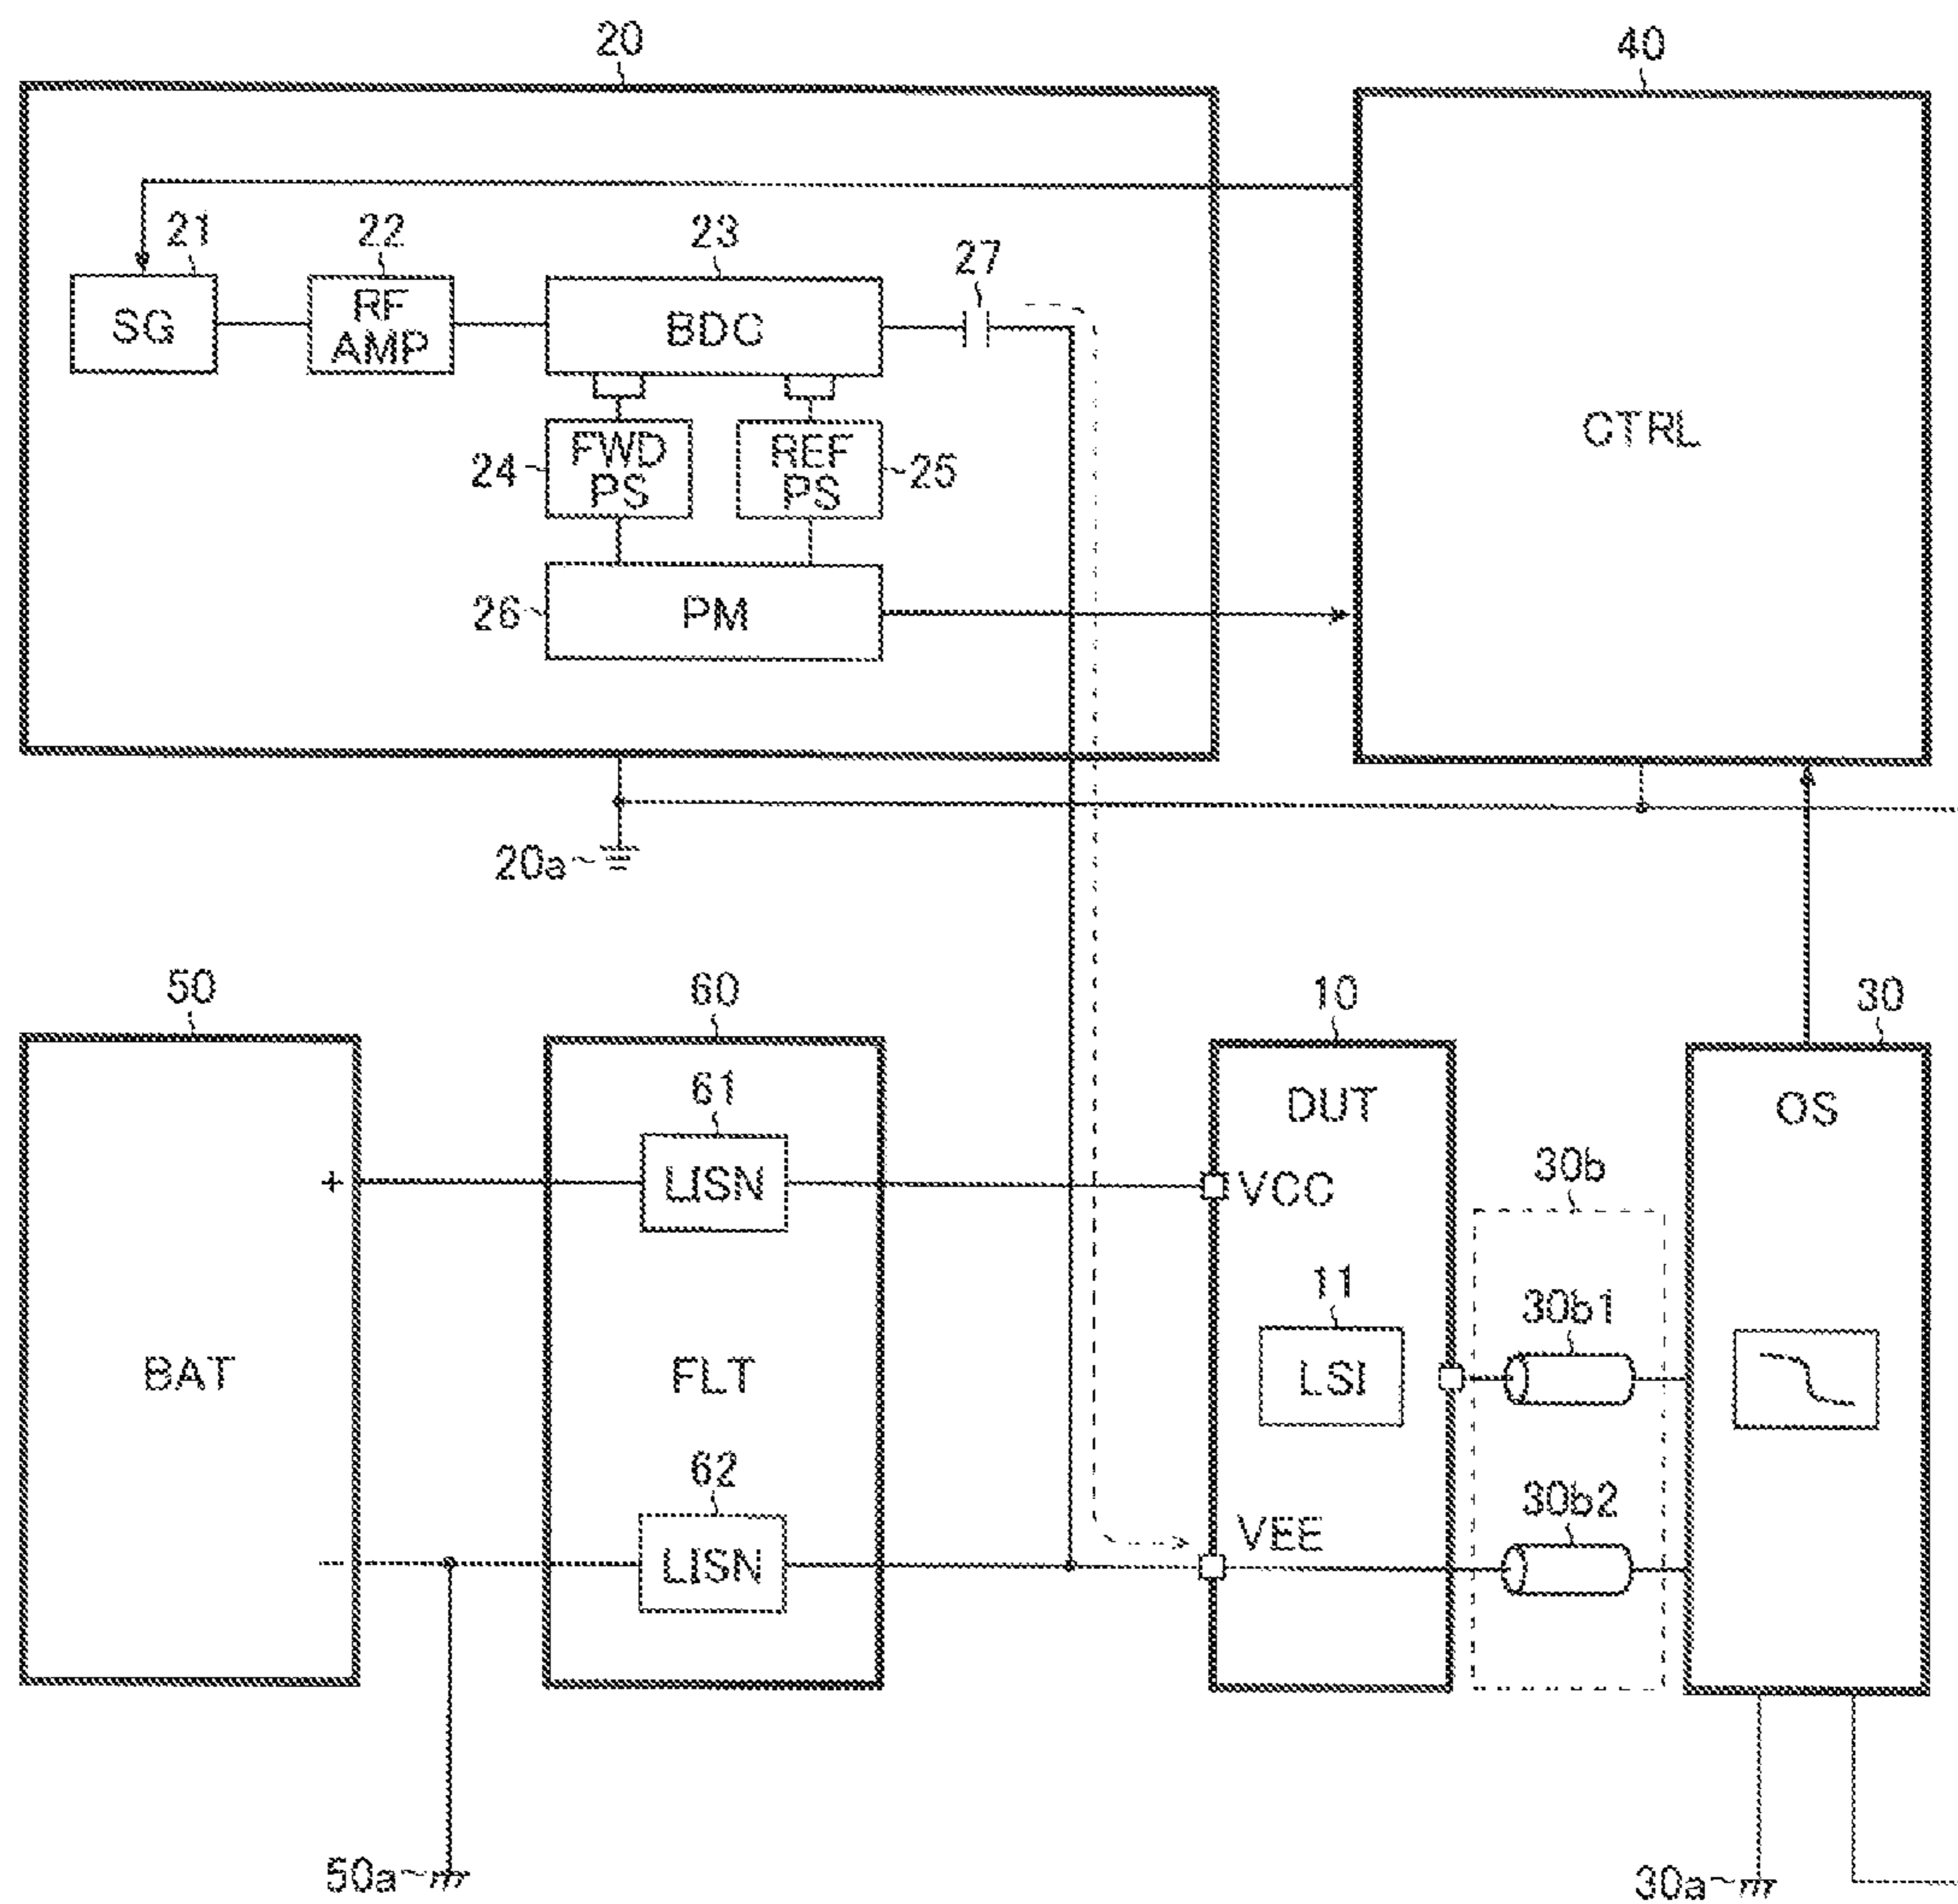 20
40
21
22
23
27
SG
RF
AMP
BDC
CTRL
24
FWD
PS
REF
PS
25
26
PM
20a
50
60
10
30
61
DUT
OS
+
LISN
VCC
30b
11
30b1
BAT
FLT
LSI
62
VEE
30b2
−
LISN
50a
30a